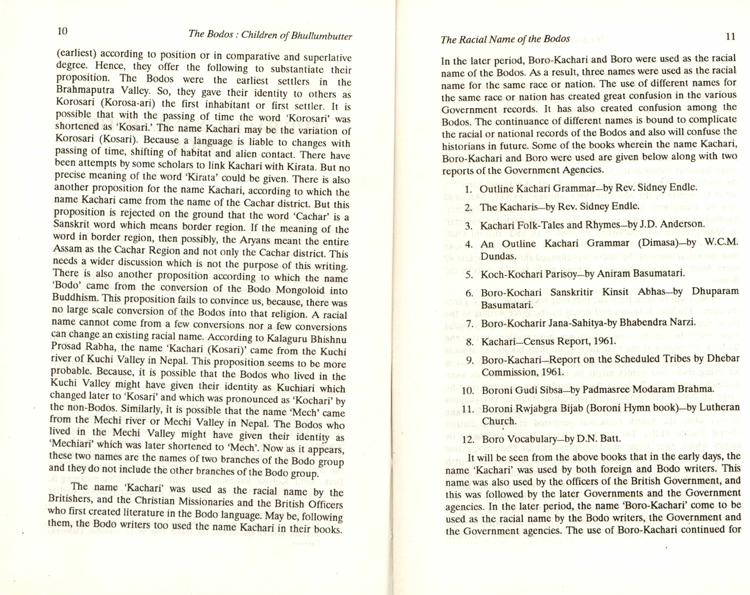 10
The Bodos : Children of Bhullumbutter
(earliest) according to position or in comparative and superlative
degree. Hence, they offer the following to substantiate their
proposition. The Bodos were the earliest settlers in the
Brahmaputra Valley. So, they gave their identity to others as
Korosari (Korosa-ari) the first inhabitant or first settler. It is
possible that with the passing of time the word 'Korosari' was
shortened as 'Kosari.' The name Kachari may be the variation of
Korosari (Kosari). Because a language is liable to changes with
passing of time, shifting of habitat and alien contact. There have
been attempts by some scholars to link Kachari with Kirata. But no
precise meaning of the word 'Kirata' could be given. There is also
another proposition for the name Kachari, according to which the
name Kachari came from the name of the Cachar district. But this
proposition is rejected on the ground that the word 'Cachar' is a
Sanskrit word which means border region. If the meaning of the
word in border region, then possibly, the Aryans meant the entire
Assam as the Cachar Region and not only the Cachar district. This
needs a wider discussion which is not the purpose of this writing.
There is also another proposition according to which the name
'Bodo' came from the conversion of the Bodo Mongoloid into
Buddhism. This proposition fails to convince us, because, there was
no large scale conversion of the Bodos into that religion. A racial
name cannot come from a few conversions nor a few conversions
can change an existing racial name. According to Kalaguru Bhishnu
Prosad Rabha, the name 'Kachari (Kosari)' came from the Kuchi
river of Kuchi Valley in Nepal. This proposition seems to be more
probable. Because, it is possible that the Bodos who lived in the
Kuchi Valley might have given their identity as Kuchiari which
changed later to 'Kosari' and which was pronounced as 'Kochari' by
the non-Bodos. Similarly, it is possible that the name 'Mech' came
from the Mechi river or Mechi Valley in Nepal. The Bodos who
lived in the Mechi Valley might have given their identity as
'Mechiari' which was later shortened to 'Mech'. Now as it appears,
these two names are the names of two branches of the Bodo group
and they do not include the other branches of the Bodo group.
The name 'Kachari' was used as the racial name by the
Britishers, and the Christian Missionaries and the British Officers
who first created literature in the Bodo language. May be, following
them, the Bodo writers too used the name Kachari in their books.
The Racial Name of the Bodos
11
In the later period, Boro-Kachari and Boro were used as the racial
name of the Bodos. As a result, three names were used as the racial
name for the same race or nation. The use of different names for
the same race or nation has created great confusion in the various
Government records. It has also created confusion among the
Bodos. The continuance of different names is bound to complicate
the racial or national records of the Bodos and also will confuse the
historians in future. Some of the books wherein the name Kachari,
Boro-Kachari and Boro were used are given below along with two
reports of the Government Agencies.
1. Outline Kachari Grammar—by Rev. Sidney Endle.
2. The Kacharis—by Rev. Sidney Endle.
3. Kachari Folk-Tales and Rhymes—by J.D. Anderson.
4. An Outline Kachari Grammar (Dimasa)—by W.C.M.
Dundas.
5. Koch-Kochari Parisoy—by Aniram Basumatari.
6. Boro-Kochari Sanskritir Kinsit Abhas—by Dhuparam
Basumatari.
7. Boro-Kocharir Jana-Sahitya-by Bhabendra Narzi.
8. Kachari—Census Report, 1961.
9. Boro-Kachari—Report on the Scheduled Tribes by Dhebar
Commission, 1961.
10. Boroni Gudi Sibsa—by Padmasree Modaram Brahma.
11. Boroni Rwjabgra Bijab (Boroni Hymn book)—by Lutheran
Church.
12. Boro Vocabulary—by D.N. Batt.
It will be seen from the above books that in the early days, the
name 'Kachari' was used by both foreign and Bodo writers. This
name was also used by the officers of the British Government, and
this was followed by the later Governments and the Government
agencies. In the later period, the name 'Boro-Kachari' come to be
used as the racial name by the Bodo writers, the Government and
the Government agencies. The use of Boro-Kachari continued for